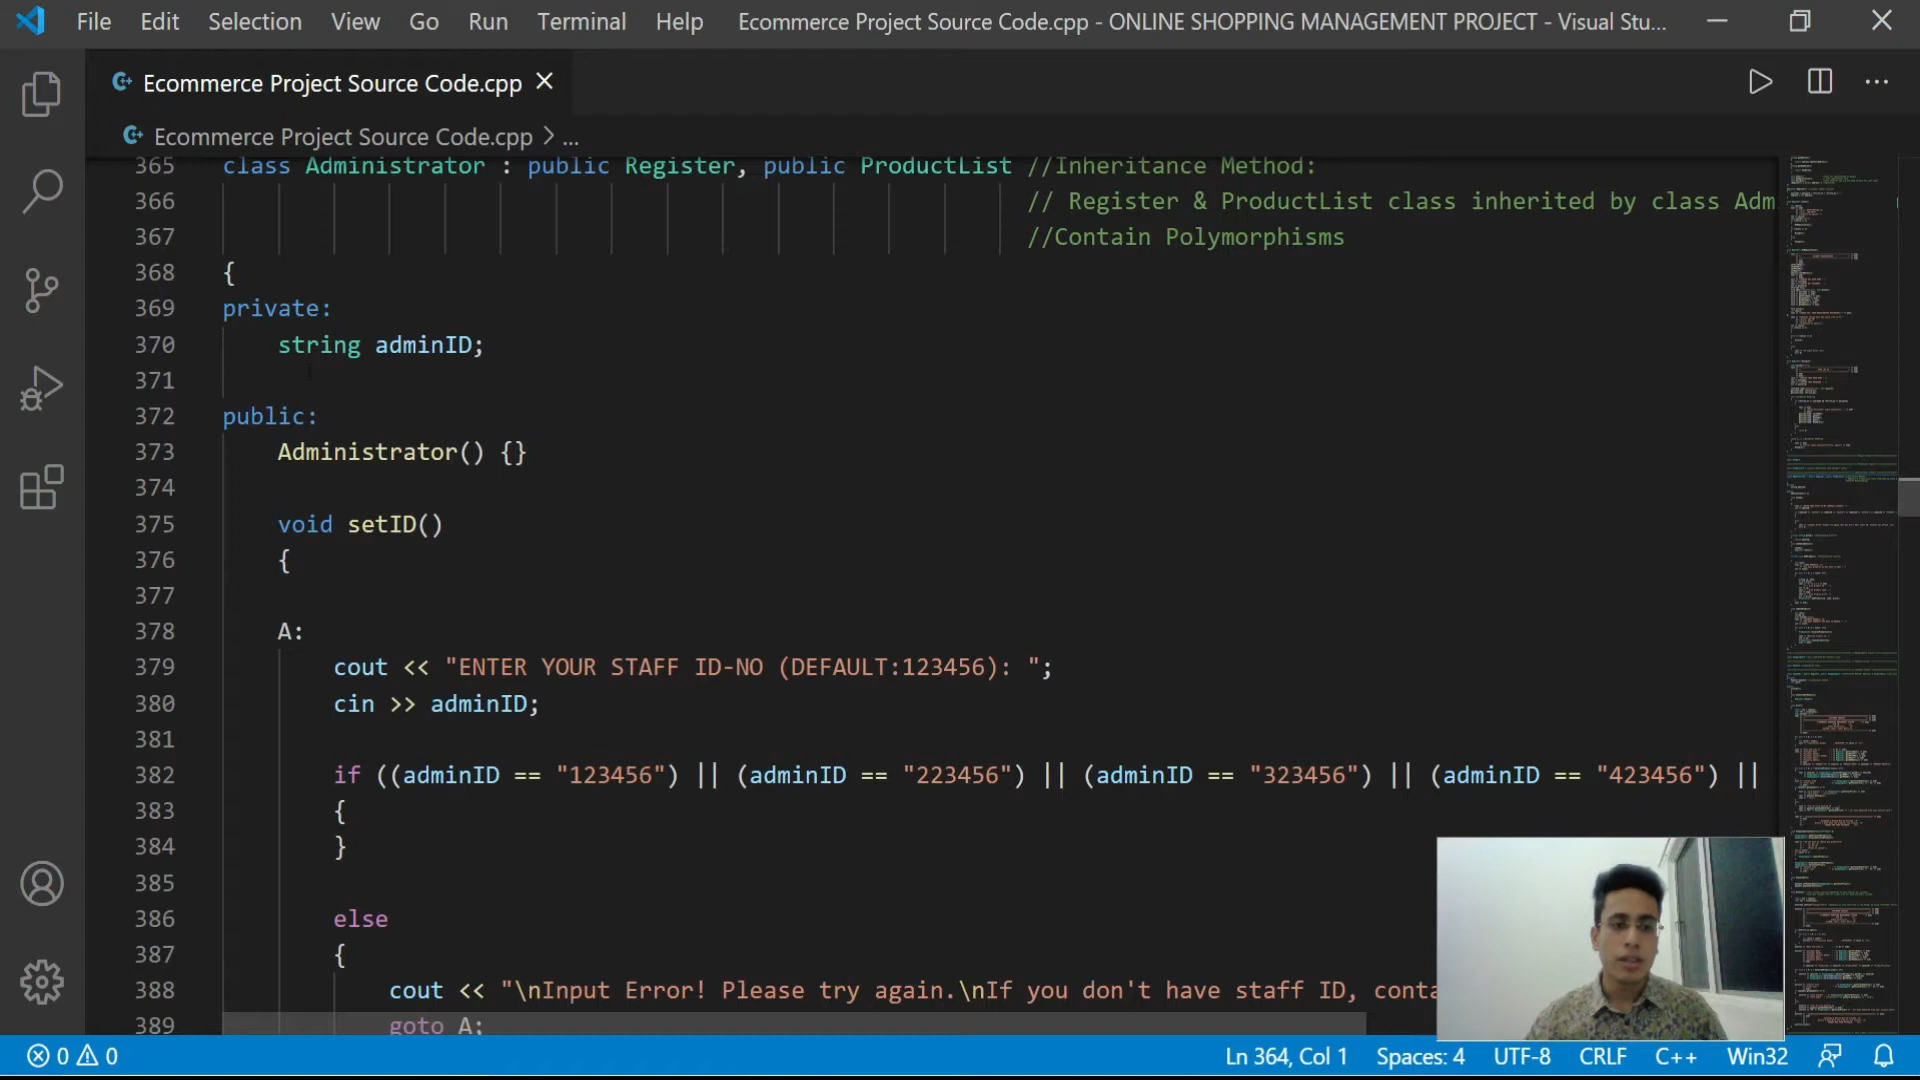 File Edit Selection View Go Run Terminal Help Ecommerce Project Source Code.cpp - ONLINE SHOPPING MANAGEMENT PROJECT - Visual Stu...
Ecommerce Project Source Code.cpp
Ecommerce Project Source Code.cpp > ...
365 class Administrator : public Register, public ProductList //Inheritance Method:
366 // Register & ProductList class inherited by class Adm
367 //Contain Polymorphisms
368 {
369 private:
370 string adminID;
371
372 public:
373 Administrator() {}
374
375 void setID()
376 {
377
378 A:
379 cout << "ENTER YOUR STAFF ID-NO (DEFAULT:123456): ";
380 cin >> adminID;
381
382 if ((adminID == "123456") || (adminID == "223456") || (adminID == "323456") || (adminID == "423456") ||
383 {
384 }
385
386 else
387 {
388 cout << "\nInput Error! Please try again.\nIf you don't have staff ID, conta
389 goto A;
0 0 Ln 364, Col 1 Spaces: 4 UTF-8 CRLF C++ Win32